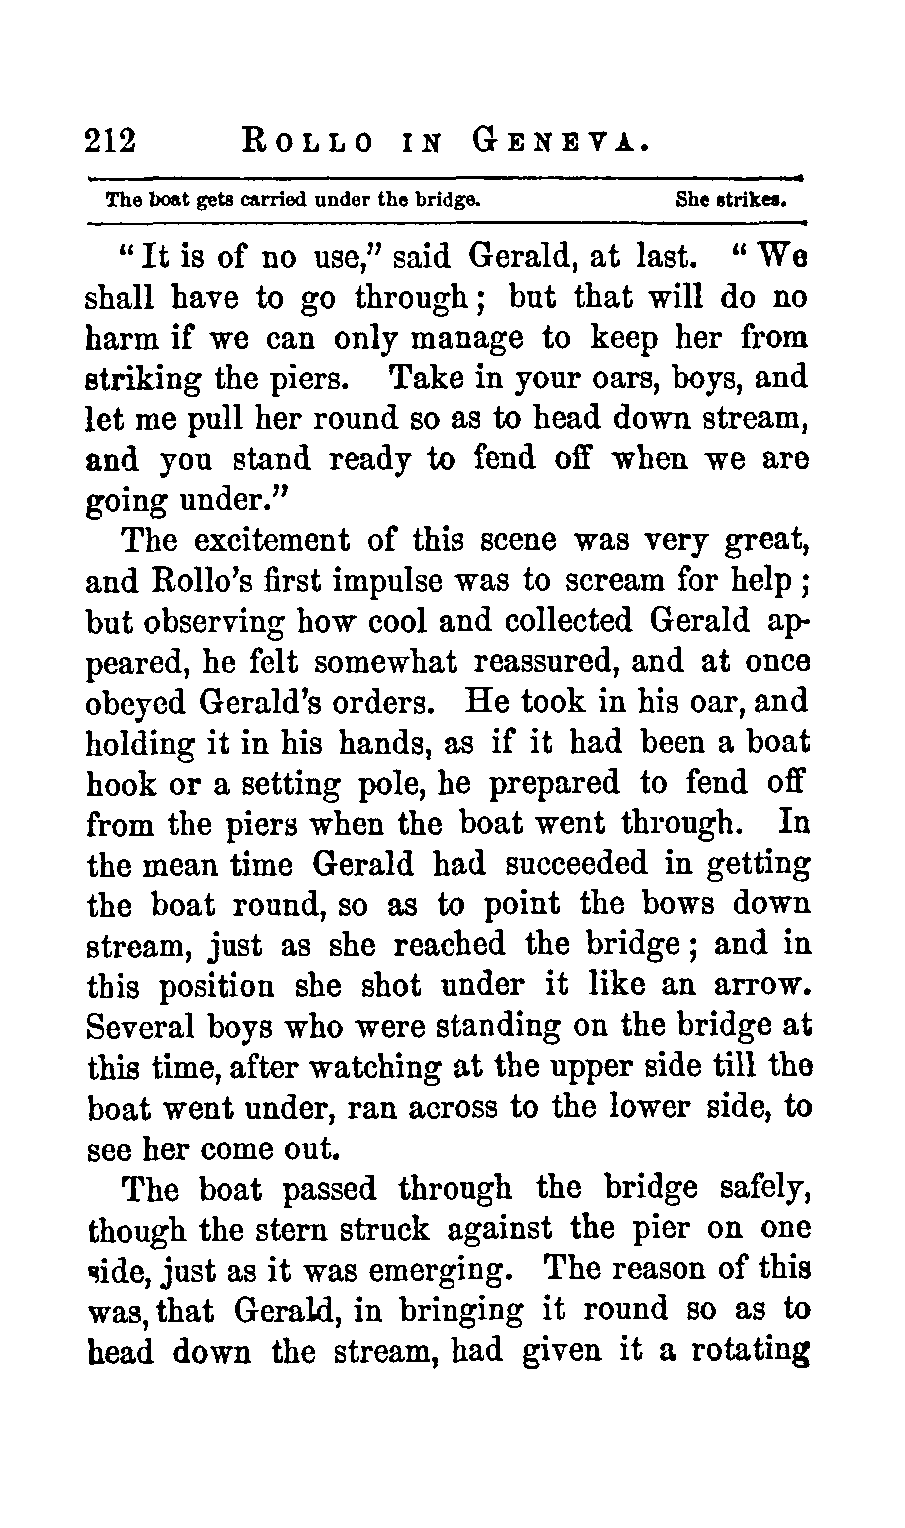 212 ROLLO IN GENEVA.
The boat gets carried under the bridge. She strikes.
“ It is of no use,” said Gerald, at last. “ We
shall have to go through ; but that will do no
harm if we can only manage to keep her from
striking the piers. Take in your oars, boys, and
let me pull her round so as to head down stream,
and you stand ready to fend off when we are
going under.”
The excitement of this scene was very great,
and Rollo’s first impulse was to scream for help ;
but observing how cool and collected Gerald ap-
peared, he felt somewhat reassured, and at once
obeyed Gerald’s orders. He took in his oar, and
holding it in his hands, as if it had been a boat
hook or a setting pole, he prepared to fend off
from the piers when the boat went through. In
the mean time Gerald had succeeded in getting
the boat round, so as to point the bows down
stream, just as she reached the bridge ; and in
this position she shot under it like an arrow.
Several boys who were standing on the bridge at
this time, after watching at the upper side till the
boat went under, ran across to the lower side, to
see her come out.
The boat passed through the bridge safely,
though the stern struck against the pier on one
side, just as it was emerging. The reason of this
was, that Gerald, in bringing it round so as to
head down the stream, had given it a rotating